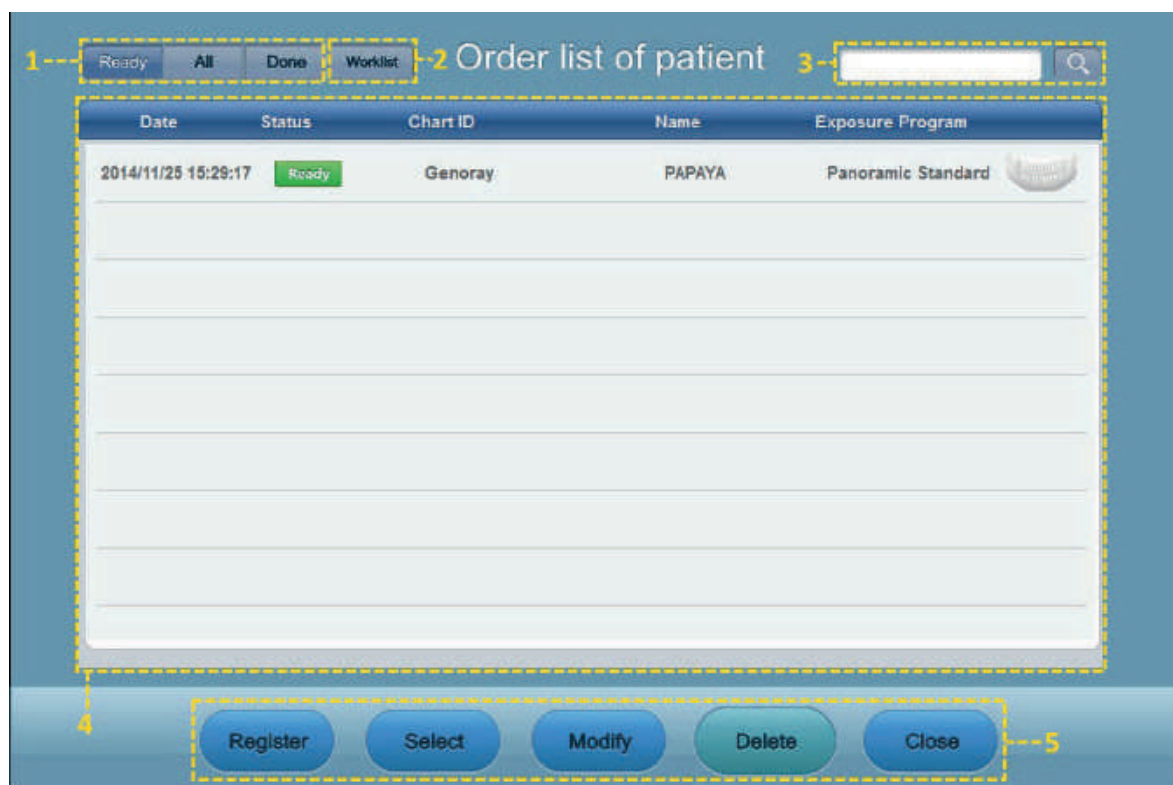 1 Ready All Done Worklist 2 Order list of patient 3
Date Status Chart ID Name Exposure Program
2014/11/25 15:29:17 Ready Genoray PAPAYA Panoramic Standard
4
Register Select Modify Delete Close 5